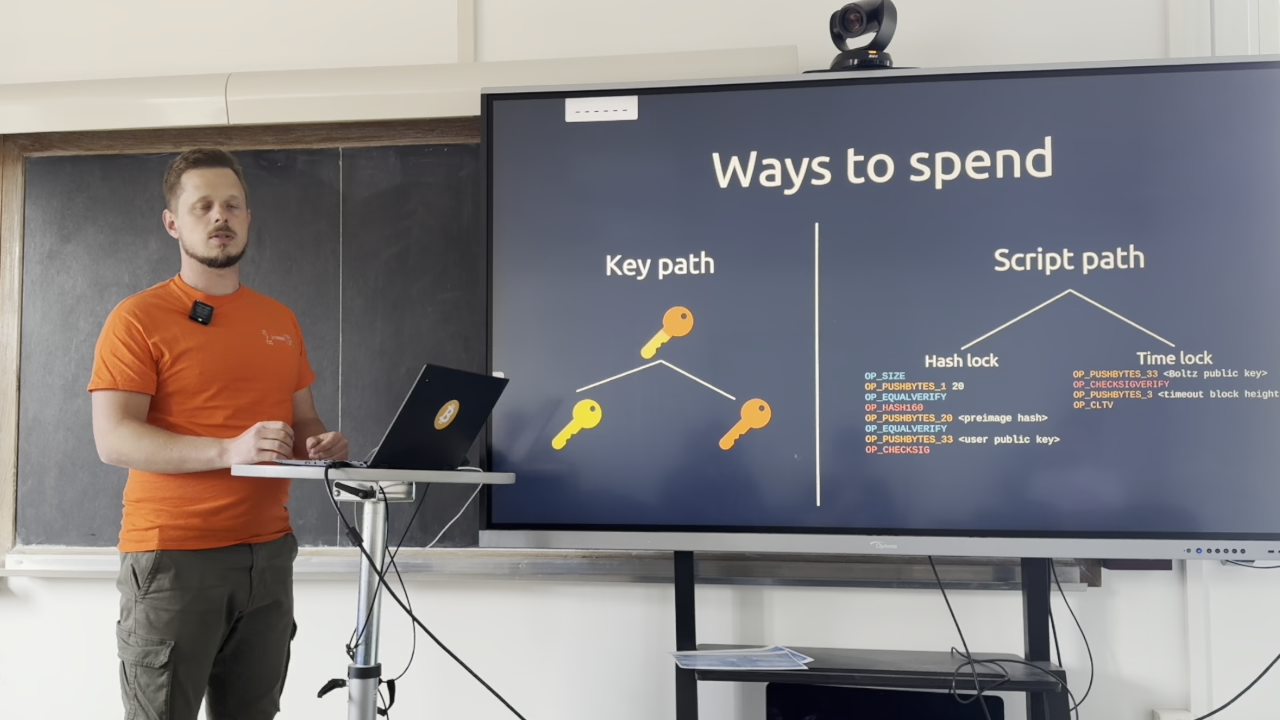 Ways to spend
Key path
Script path
Hash lock
OP_SIZE
OP_PUSHBYTES_1 20
OP_EQUALVERIFY
OP_HASH160
OP_PUSHBYTES_20 <preimage hash>
OP_EQUALVERIFY
OP_PUSHBYTES_33 <user public key>
OP_CHECKSIG
Time lock
OP_PUSHBYTES_33 <Boltz public key>
OP_CHECKSIGVERIFY
OP_PUSHBYTES_3 <timeout block height
OP_CLTV